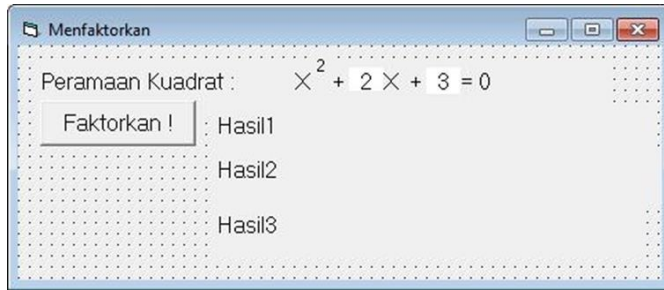 Menfaktorkan
Peramaan Kuadrat : X² + 2 X + 3 = 0
Faktorkan ! : Hasil1
Hasil2
Hasil3